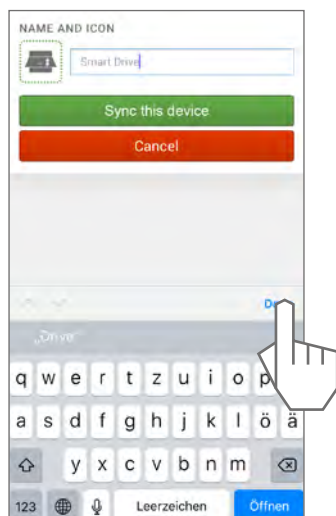 NAME AND ICON
Smart Drive
Sync this device
Cancel
„Drive“
q w e r t z u i o p
a s d f g h j k l ö ä
y x c v b n m
123 Leerzeichen Öffnen